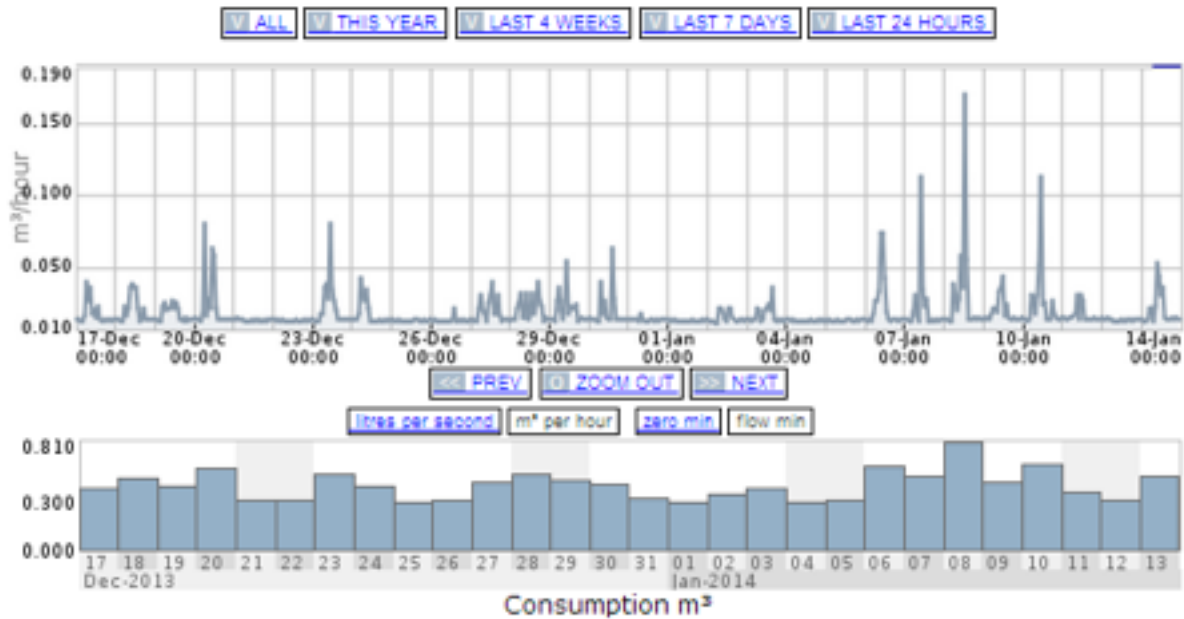 V ALL V THIS YEAR V LAST 4 WEEKS V LAST 7 DAYS V LAST 24 HOURS
0.190
0.150
0.100
0.050
0.010
m³/hour
17-Dec 20-Dec 23-Dec 26-Dec 29-Dec 01-Jan 04-Jan 07-Jan 10-Jan 14-Jan
00:00 00:00 00:00 00:00 00:00 00:00 00:00 00:00 00:00 00:00
<< PREV O ZOOM OUT >> NEXT
litres per second m³ per hour zero min flow min
0.810
0.300
0.000
17 18 19 20 21 22 23 24 25 26 27 28 29 30 31 01 02 03 04 05 06 07 08 09 10 11 12 13
Dec-2013 Jan-2014
Consumption m³